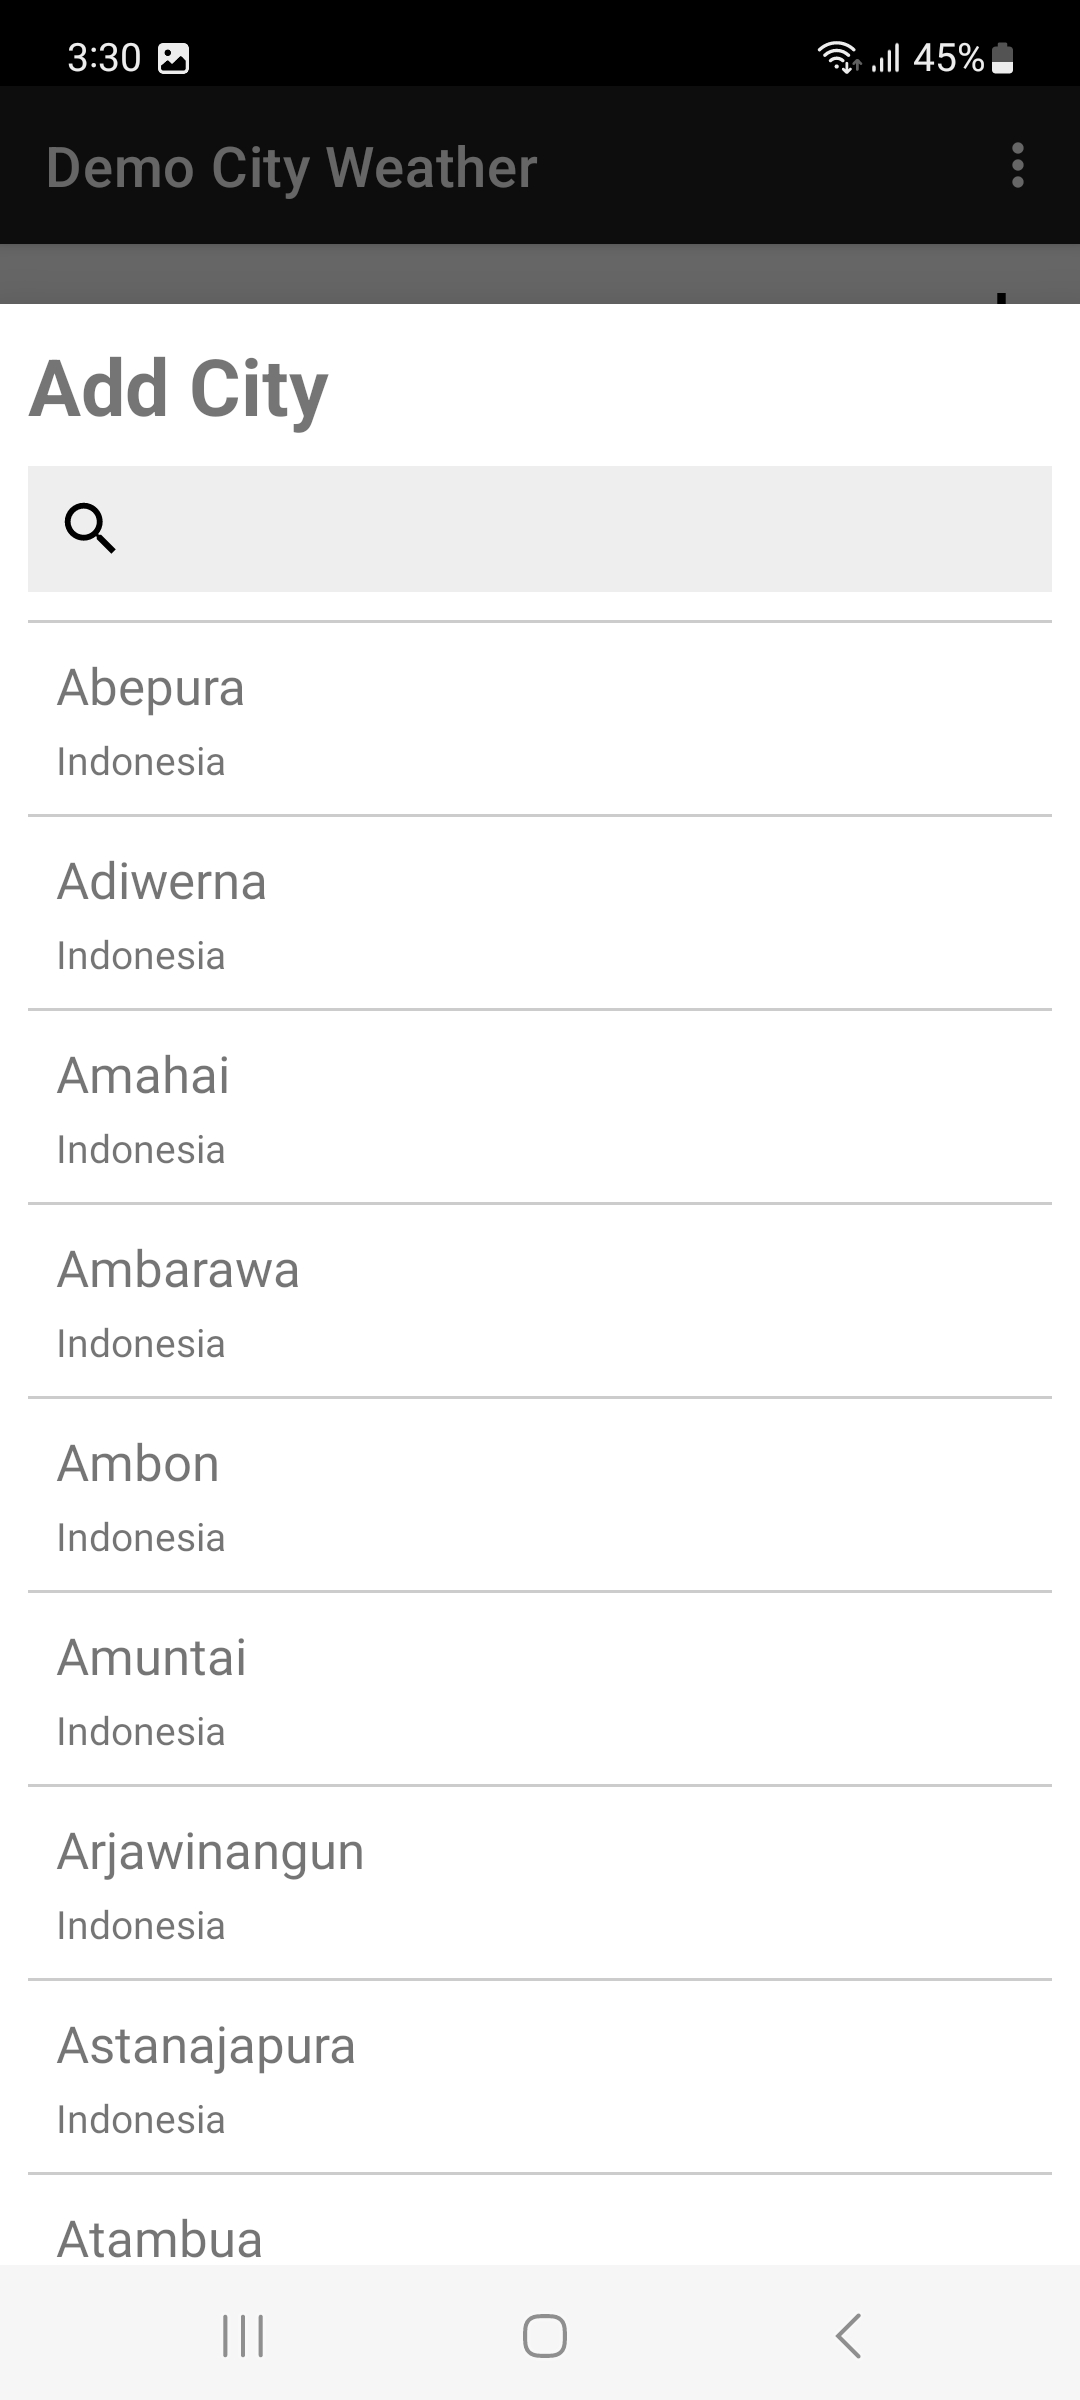 3:30 45%
Demo City Weather
Add City
Abepura
Indonesia
Adiwerna
Indonesia
Amahai
Indonesia
Ambarawa
Indonesia
Ambon
Indonesia
Amuntai
Indonesia
Arjawinangun
Indonesia
Astanajapura
Indonesia
Atambua